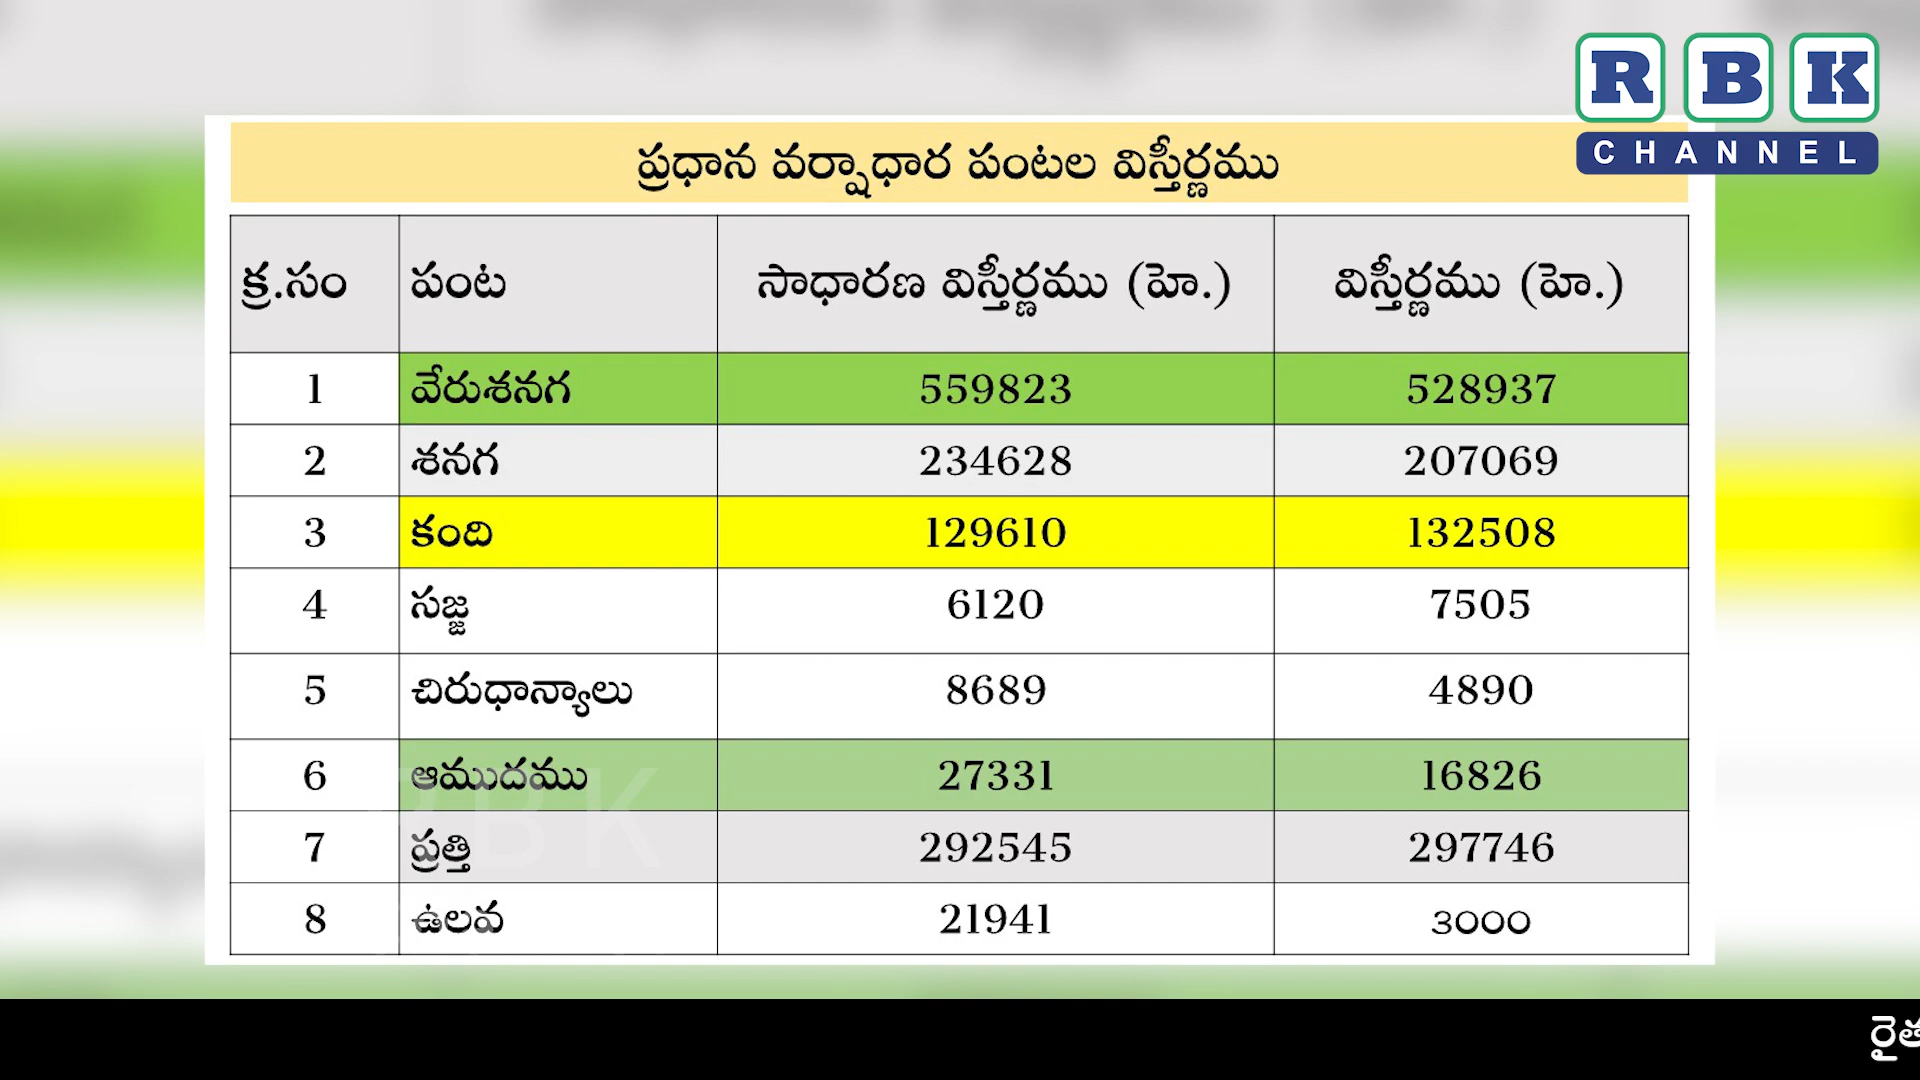 R B K
CHANNEL
ప్రధాన వర్షాధార పంటల విస్తీర్ణము
క్ర.సం పంట సాధారణ విస్తీర్ణము (హె.) విస్తీర్ణము (హె.)
1 వేరుశనగ 559823 528937
2 శనగ 234628 207069
3 కంది 129610 132508
4 సజ్జ 6120 7505
5 చిరుధాన్యాలు 8689 4890
6 ఆముదము 27331 16826
7 ప్రత్తి 292545 297746
8 ఉలవ 21941 3000
RBK